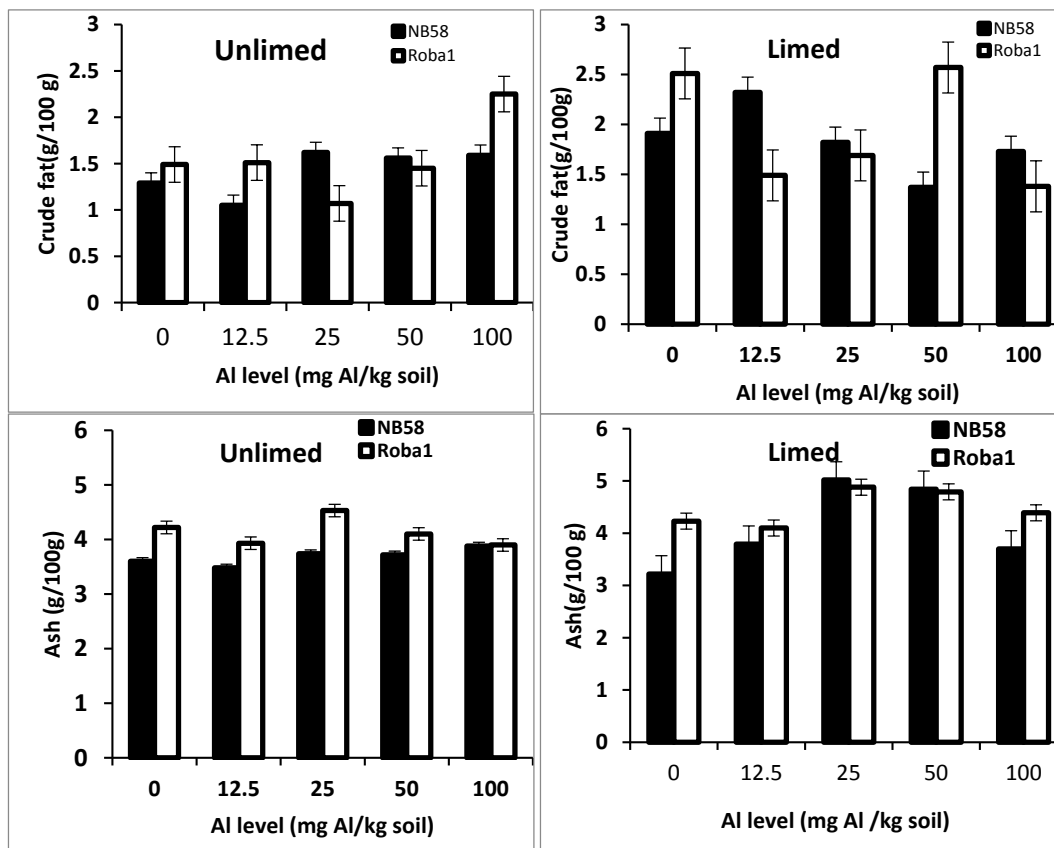 Crude fat(g/100 g)
3
2.5
2
1.5
1
0.5
0
Unlimed
NB58
Roba1
0 12.5 25 50 100
Al level (mg Al/kg soil)
Crude fat(g/100g)
3
2.5
2
1.5
1
0.5
0
Limed
NB58
Roba1
0 12.5 25 50 100
Al level (mg Al/kg soil)
Ash (g/100g)
6
5
4
3
2
1
0
Unlimed
NB58
Roba1
0 12.5 25 50 100
Al level (mg Al/kg soil)
Ash(g/100 g)
6
5
4
3
2
1
0
Limed
NB58
Roba1
0 12.5 25 50 100
Al level (mg Al /kg soil)